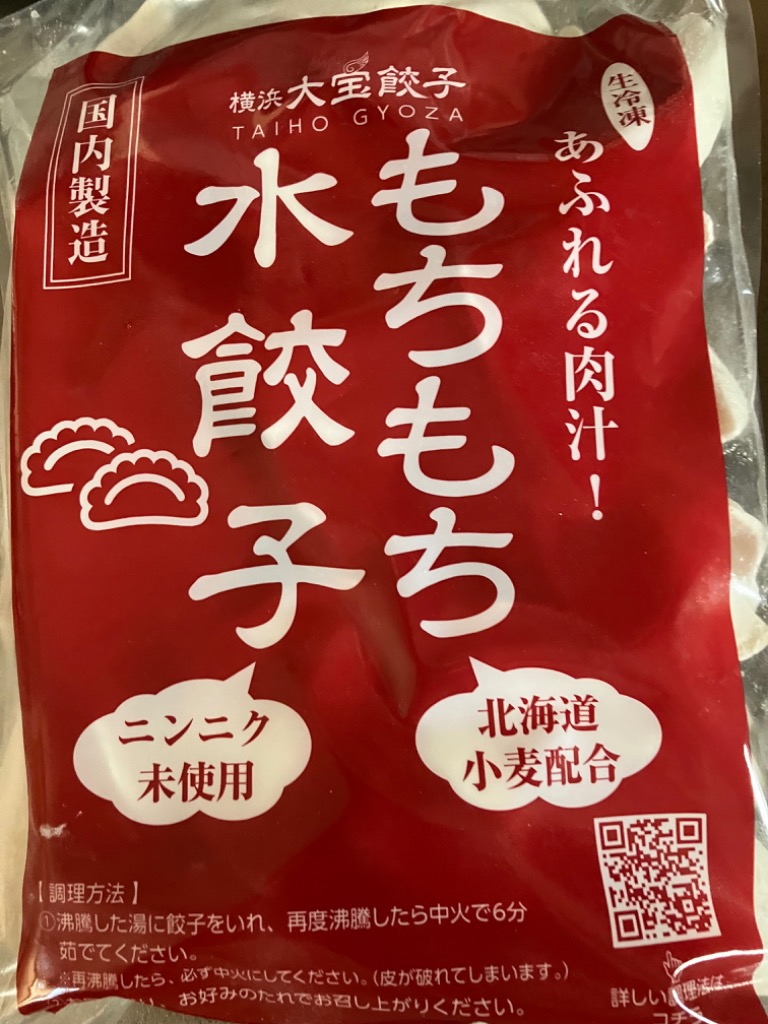 横浜 大宝餃子
TAIHO GYOZA
生冷凍
国内製造
あふれる肉汁！
もちもち
水餃子
ニンニク
未使用
北海道
小麦配合
【調理方法】
①沸騰した湯に餃子をいれ、再度沸騰したら中火で6分
茹でてください。
※再沸騰したら、必ず中火にしてください。(皮が破れてしまいます。)
お好みのたれでお召し上がりください。
詳しい調理法は
コチ